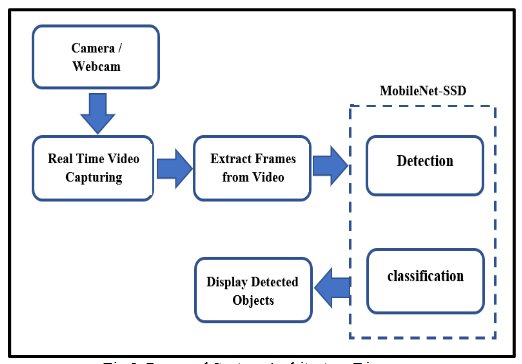 Camera /
Webcam
MobileNet-SSD
Real Time Video
Capturing
Extract Frames
from Video
Detection
Display Detected
Objects
classification